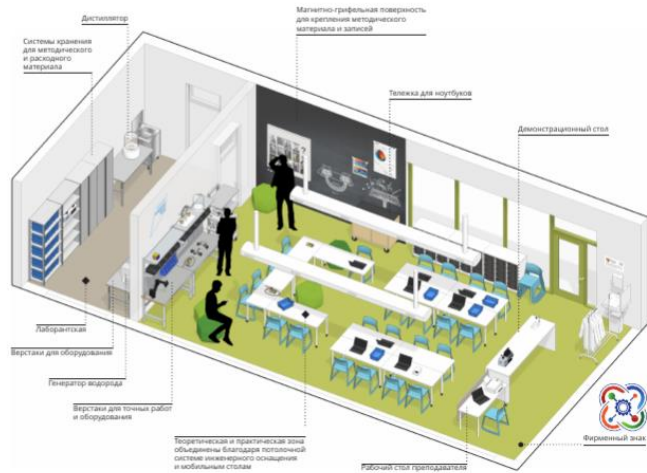 Дистиллятор
Магнитно-грифельная поверхность
для крепления методического
материала и записей
Системы хранения
для методического
и расходного
материала
Тележка для ноутбуков
Демонстрационный стол
Лаборантская
Верстаки для оборудования
Генератор водорода
Верстаки для точных работ
и оборудования
Теоретическая и практическая зона
объединены благодаря потолочной
системе инженерного оснащения
и мобильным столам
Рабочий стол преподавателя
Фирменный знак